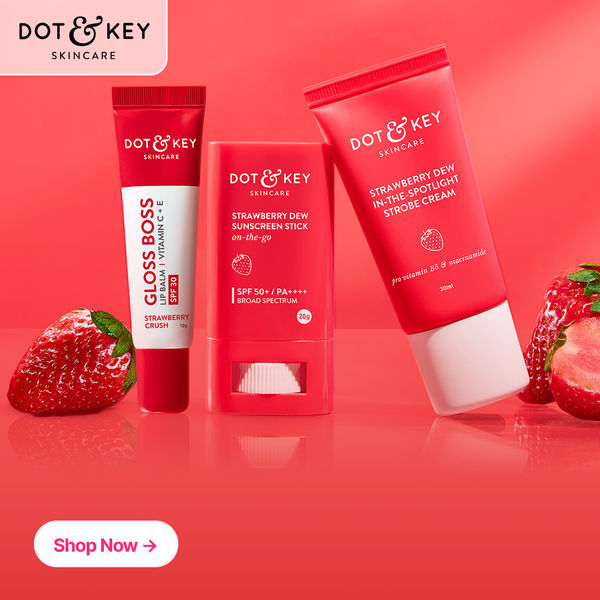 DOT & KEY
SKINCARE
DOT & KEY
SKINCARE
GLOSS BOSS
LIP BALM | VITAMIN C + E
SPF 30
STRAWBERRY
CRUSH
12g
DOT & KEY
SKINCARE
STRAWBERRY DEW
SUNSCREEN STICK
on-the-go
SPF 50+ / PA++++
BROAD SPECTRUM
20g
DOT & KEY
SKINCARE
STRAWBERRY DEW
IN-THE-SPOTLIGHT
STROBE CREAM
pro vitamin B5 & niacinamide
30ml
Shop Now →